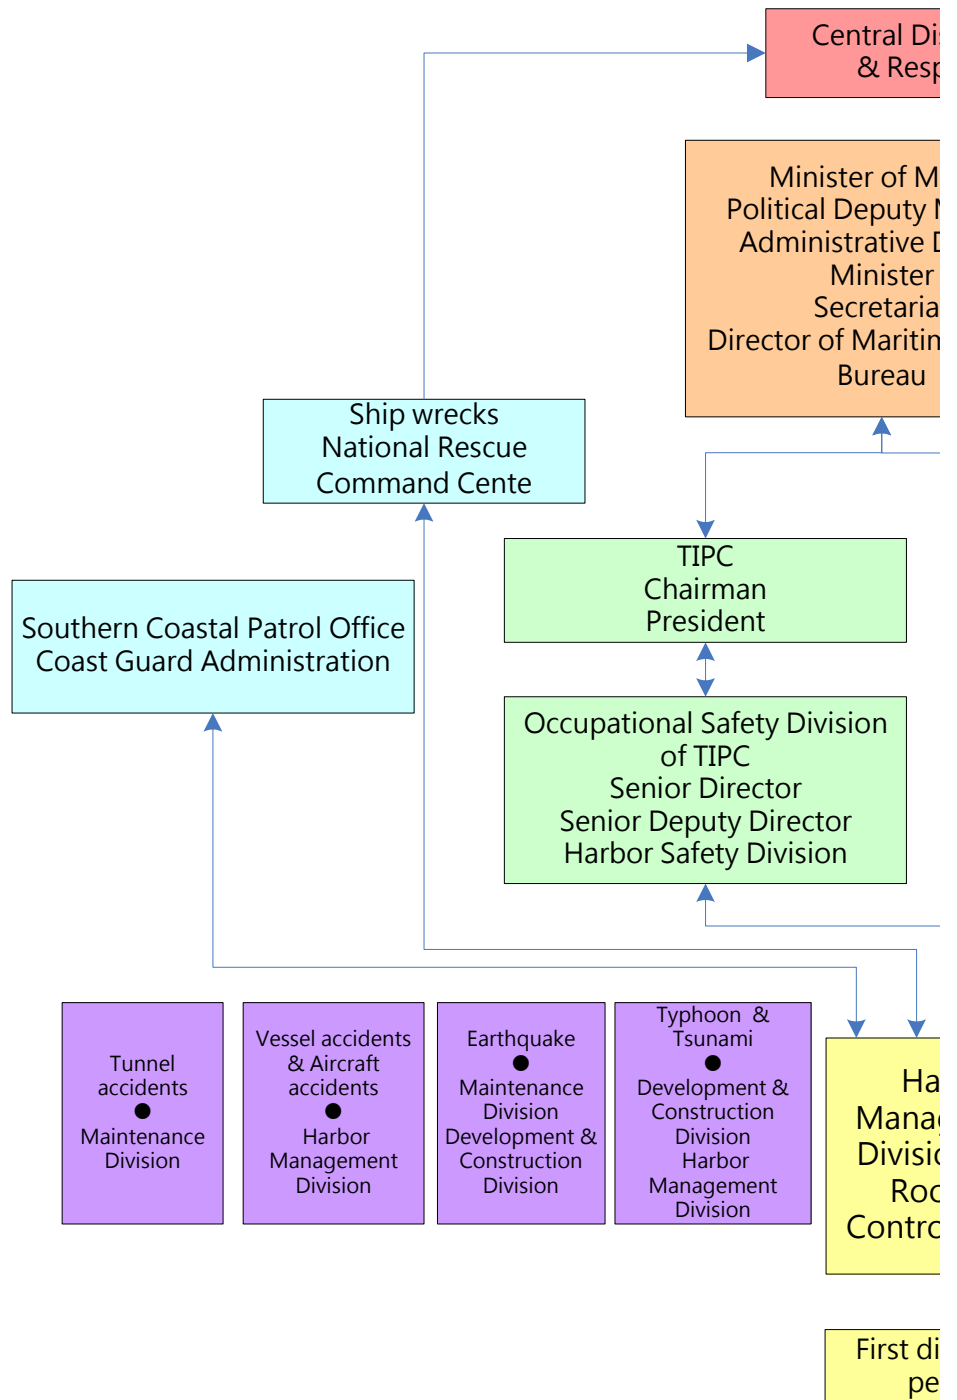 Central
& Resp
Minister of
Political Deputy
Administrative
Minister
Secretaria
Director of
Bureau
Ship wrecks
National Rescue
Command Cente
TIPC
Chairman
President
Southern Coastal Patrol Office
Coast Guard Administration
Occupational Safety Division
of TIPC
Senior Director
Senior Deputy Director
Harbor Safety Division
Tunnel
accidents
●
Maintenance
Division
Vessel accidents
& Aircraft
accidents
●
Harbor
Management
Division
Earthquake
●
Maintenance
Division
Development &
Construction
Division
Typhoon &
Tsunami
●
Development &
Construction
Division
Harbor
Management
Division
Ha
Mana
Divisio
Roo
Contro
First di
pe